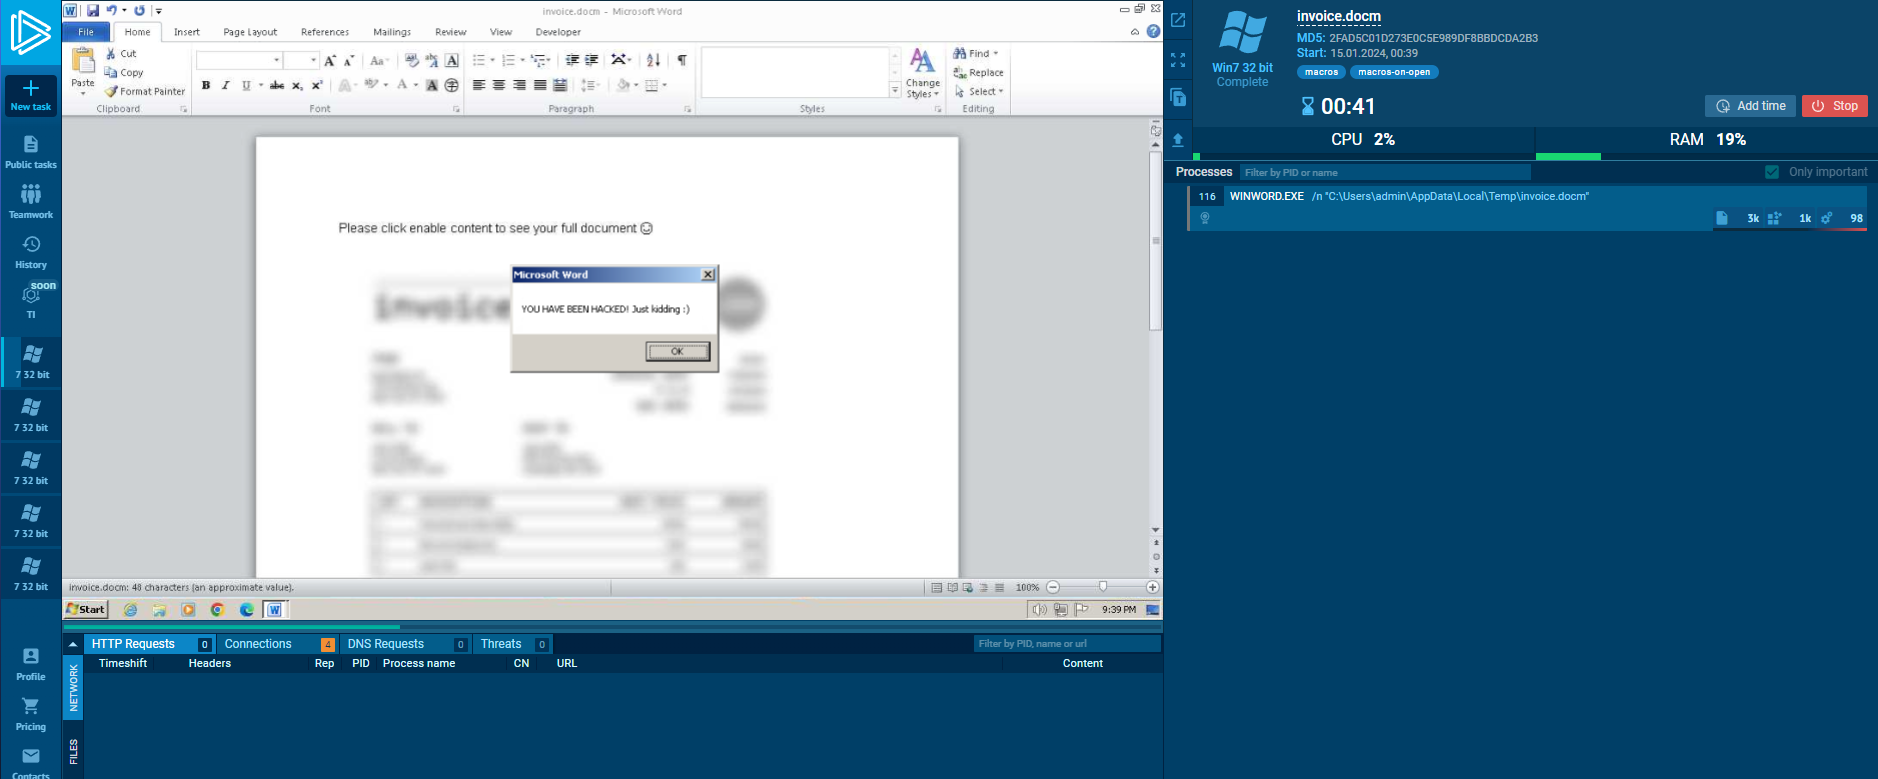 New task
Public tasks
Teamwork
History
soon
TI
7 32 bit
7 32 bit
7 32 bit
7 32 bit
7 32 bit
Profile
Pricing
Contacts
invoice.docm - Microsoft Word
File Home Insert Page Layout References Mailings Review View Developer
Paste
Cut
Copy
Format Painter
Clipboard
Font
Paragraph
Styles
Change Styles
Find
Replace
Select
Editing
Please click enable content to see your full document ☺
invoice
Microsoft Word
YOU HAVE BEEN HACKED! Just kidding :)
OK
invoice.docm: 48 characters (an approximate value).
100%
Start
9:39 PM
HTTP Requests 0 Connections 4 DNS Requests 0 Threats 0
Filter by PID, name or url
Timeshift Headers Rep PID Process name CN URL Content
NETWORK
FILES
Win7 32 bit
Complete
invoice.docm
MD5: 2FAD5C01D273E0C5E989DF8BBDCDA2B3
Start: 15.01.2024, 00:39
macros macros-on-open
00:41
Add time
Stop
CPU 2%
RAM 19%
Processes
Filter by PID or name
Only important
116 WINWORD.EXE /n "C:\Users\admin\AppData\Local\Temp\invoice.docm"
3k 1k 98